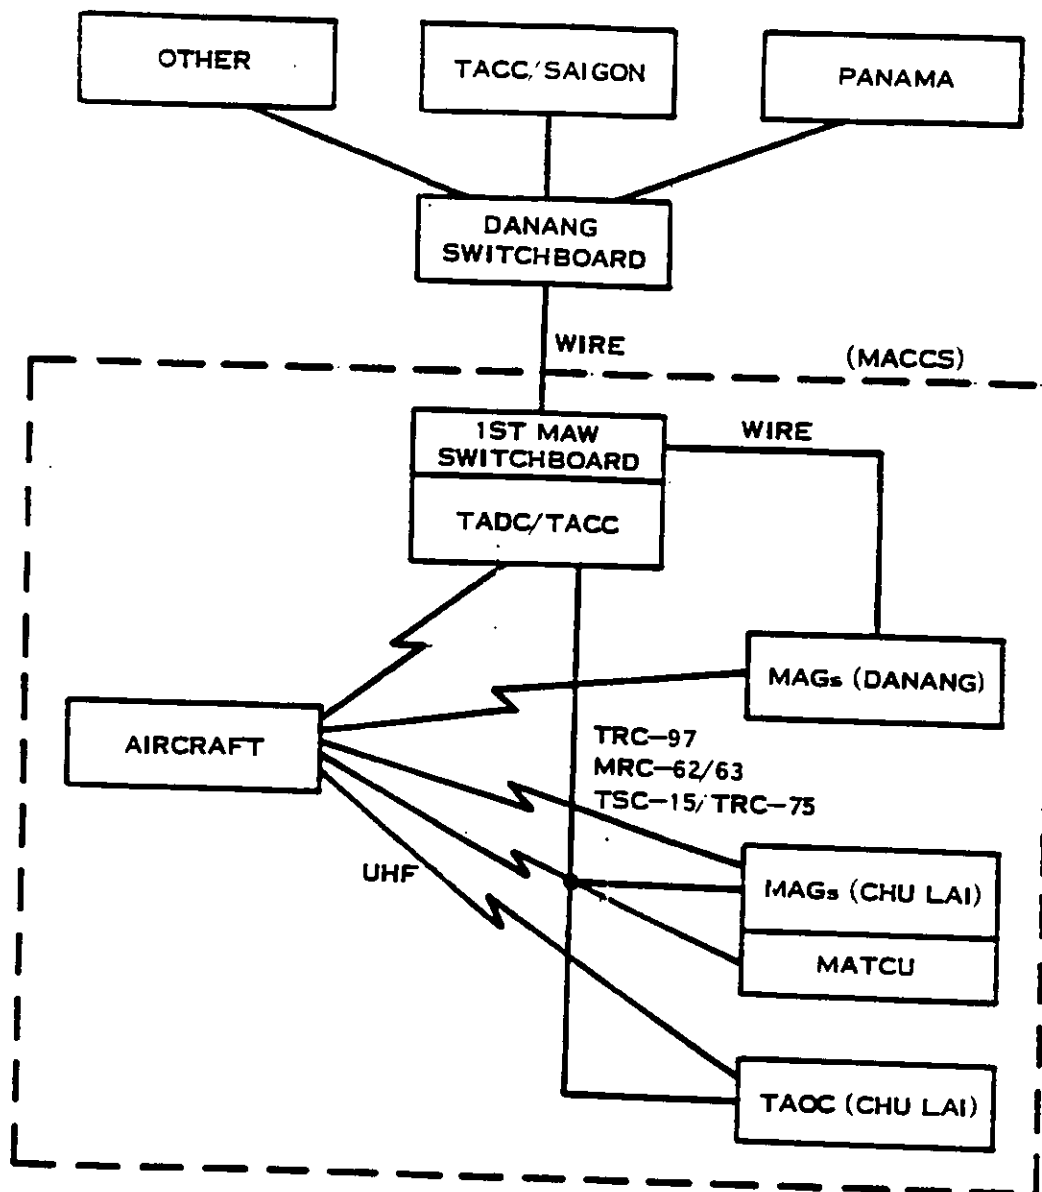 OTHER
TACC/SAIGON
PANAMA
DANANG
SWITCHBOARD
WIRE
(MACCS)
1ST MAW
SWITCHBOARD
WIRE
TADC/TACC
MAGs (DANANG)
AIRCRAFT
TRC-97
MRC-62/63
TSC-15/TRC-75
UHF
MAGs (CHU LAI)
MATCU
TAOC (CHU LAI)